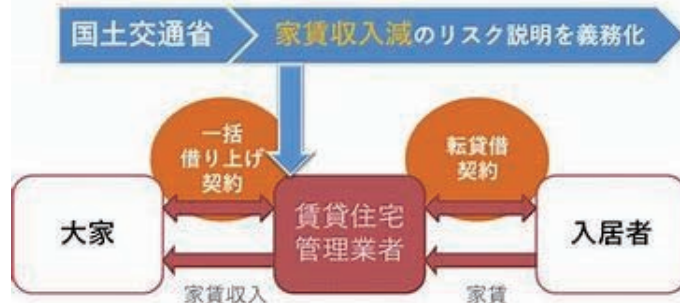 国土交通省 家賃収入減のリスク説明を義務化
一括
借り上げ
契約
転貸借
契約
大家
賃貸住宅
管理業者
入居者
家賃収入
家賃